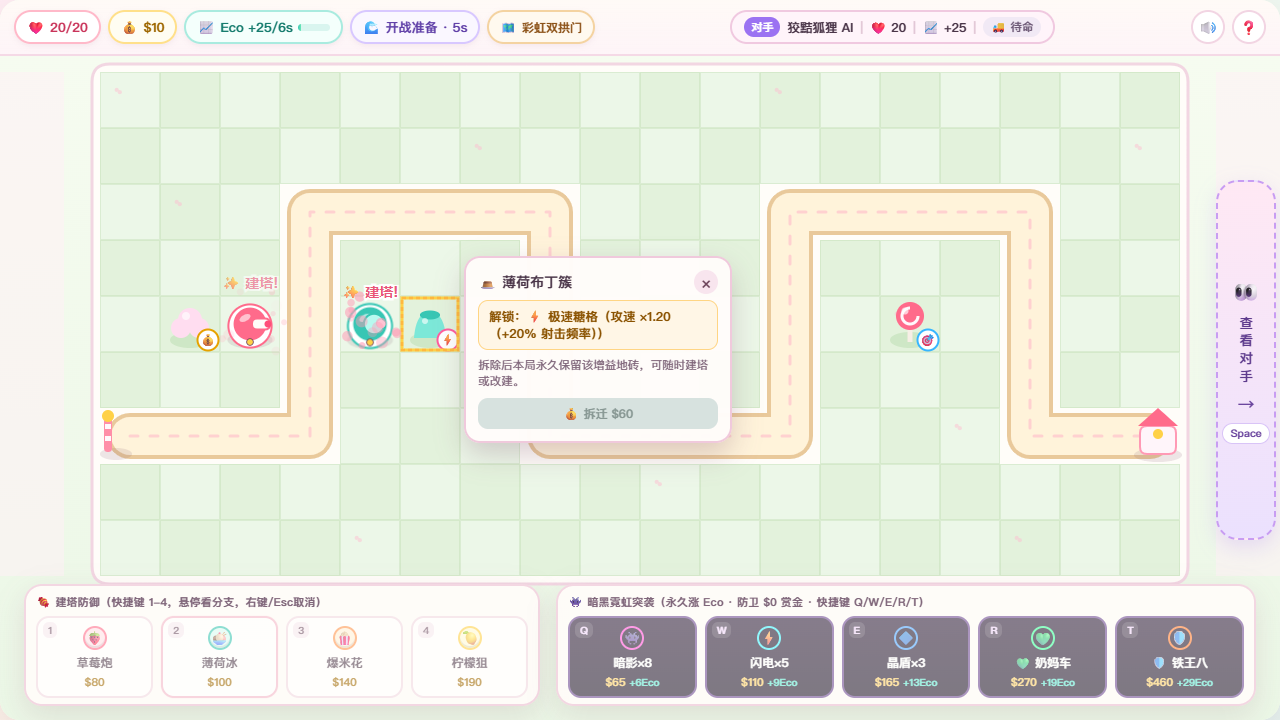 20/20
$10
Eco +25/6s
开战准备 · 5s
彩虹双拱门
对手 狡黠狐狸 AI | 20 | +25 | 待命
建塔!
建塔!
薄荷布丁簇
×
解锁： 极速糖格（攻速 ×1.20
（+20% 射击频率））
拆除后本局永久保留该增益地砖，可随时建塔
或改建。
拆迁 $60
查看对手
→
Space
建塔防御（快捷键 1–4，悬停看分支，右键/Esc取消）
1
草莓炮
$80
2
薄荷冰
$100
3
爆米花
$140
4
柠檬狙
$190
暗黑霓虹突袭（永久涨 Eco · 防卫 $0 赏金 · 快捷键 Q/W/E/R/T）
Q
暗影x8
$65 +6Eco
W
闪电x5
$110 +9Eco
E
晶盾x3
$165 +13Eco
R
奶妈车
$270 +19Eco
T
铁王八
$460 +29Eco